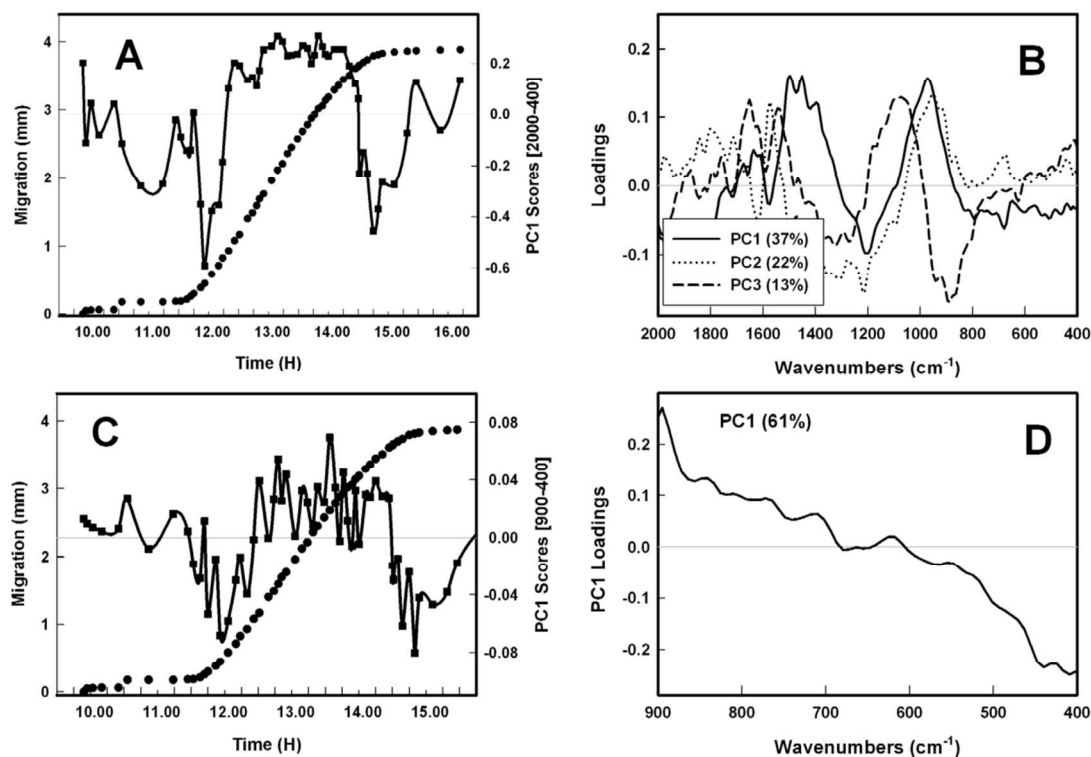 A
Migration (mm)
4
3
2
1
0
PC1 Scores [2000-400]
0.2
0.0
-0.2
-0.4
-0.6
10.00 11.00 12.00 13.00 14.00 15.00 16.00
Time (H)
B
Loadings
0.2
0.1
0.0
-0.1
PC1 (37%)
PC2 (22%)
PC3 (13%)
2000 1800 1600 1400 1200 1000 800 600 400
Wavenumbers (cm⁻¹)
C
Migration (mm)
4
3
2
1
0
PC1 Scores [900-400]
0.08
0.04
0.00
-0.04
-0.08
10.00 11.00 12.00 13.00 14.00 15.00
Time (H)
PC1 (61%)
D
PC1 Loadings
0.2
0.1
0.0
-0.1
-0.2
900 800 700 600 500 400
Wavenumbers (cm⁻¹)